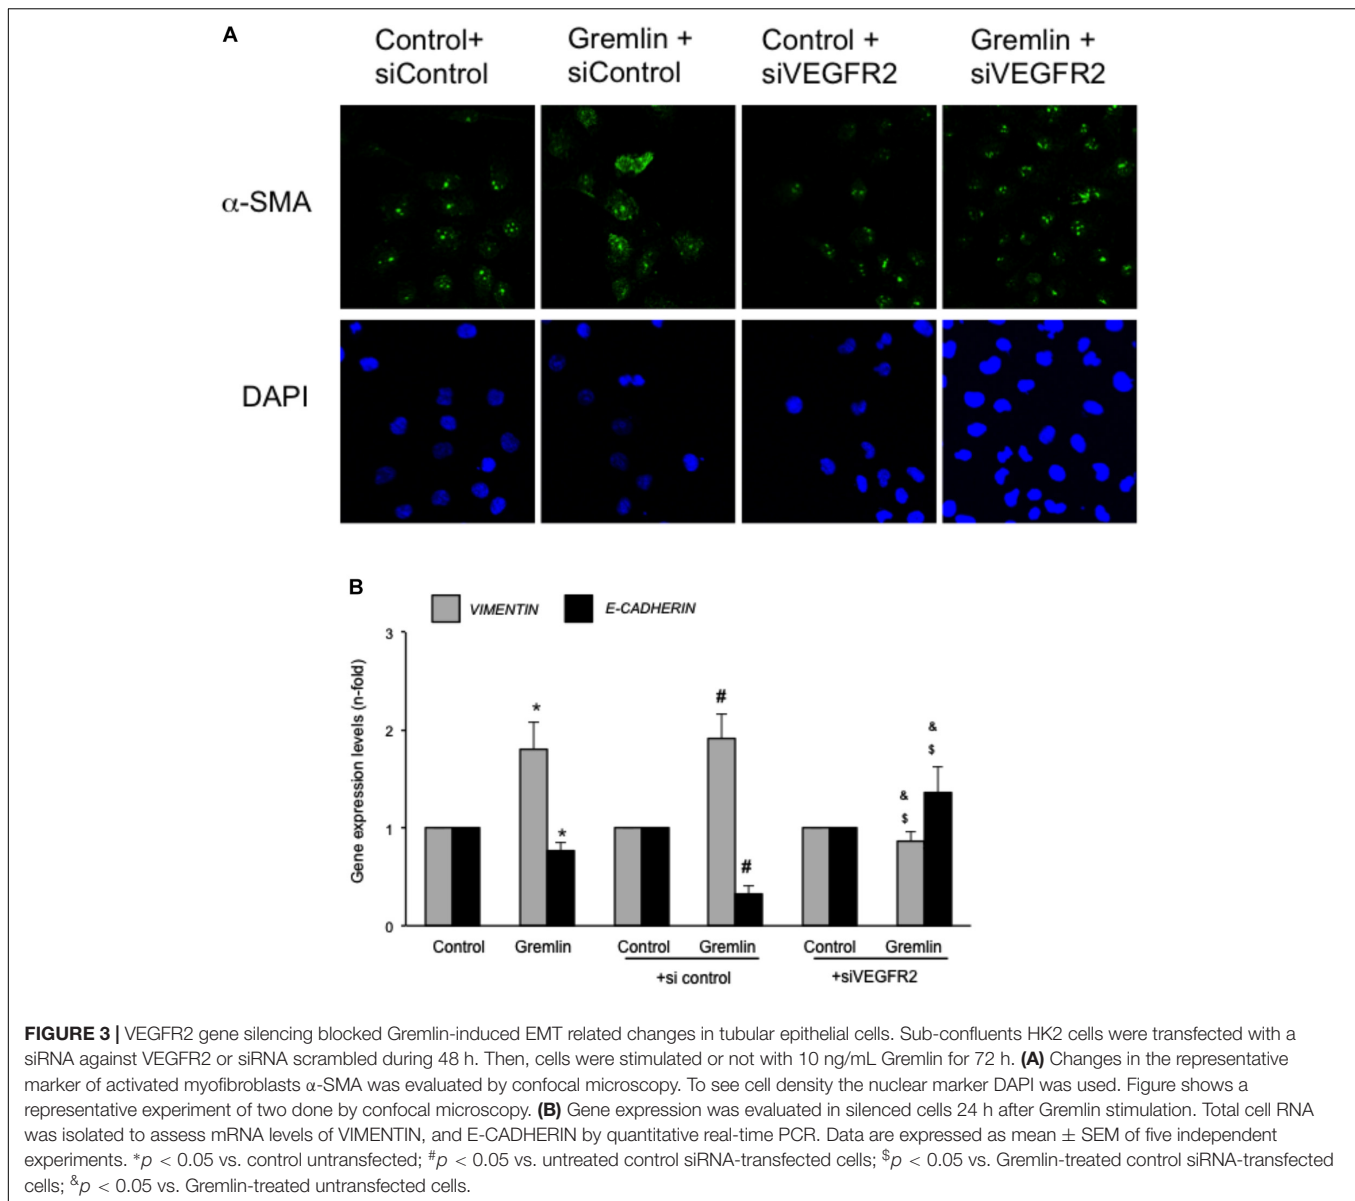 A
Control+ siControl
Gremlin + siControl
Control + siVEGFR2
Gremlin + siVEGFR2
α-SMA
DAPI
B
VIMENTIN E-CADHERIN
Gene expression levels (n-fold)
3
2
1
0
* * # # & $ & $
Control Gremlin Control Gremlin Control Gremlin
+si control +siVEGFR2
FIGURE 3 | VEGFR2 gene silencing blocked Gremlin-induced EMT related changes in tubular epithelial cells. Sub-confluents HK2 cells were transfected with a
siRNA against VEGFR2 or siRNA scrambled during 48 h. Then, cells were stimulated or not with 10 ng/mL Gremlin for 72 h. (A) Changes in the representative
marker of activated myofibroblasts α-SMA was evaluated by confocal microscopy. To see cell density the nuclear marker DAPI was used. Figure shows a
representative experiment of two done by confocal microscopy. (B) Gene expression was evaluated in silenced cells 24 h after Gremlin stimulation. Total cell RNA
was isolated to assess mRNA levels of VIMENTIN, and E-CADHERIN by quantitative real-time PCR. Data are expressed as mean ± SEM of five independent
experiments. *p < 0.05 vs. control untransfected; #p < 0.05 vs. untreated control siRNA-transfected cells; $p < 0.05 vs. Gremlin-treated control siRNA-transfected
cells; &p < 0.05 vs. Gremlin-treated untransfected cells.